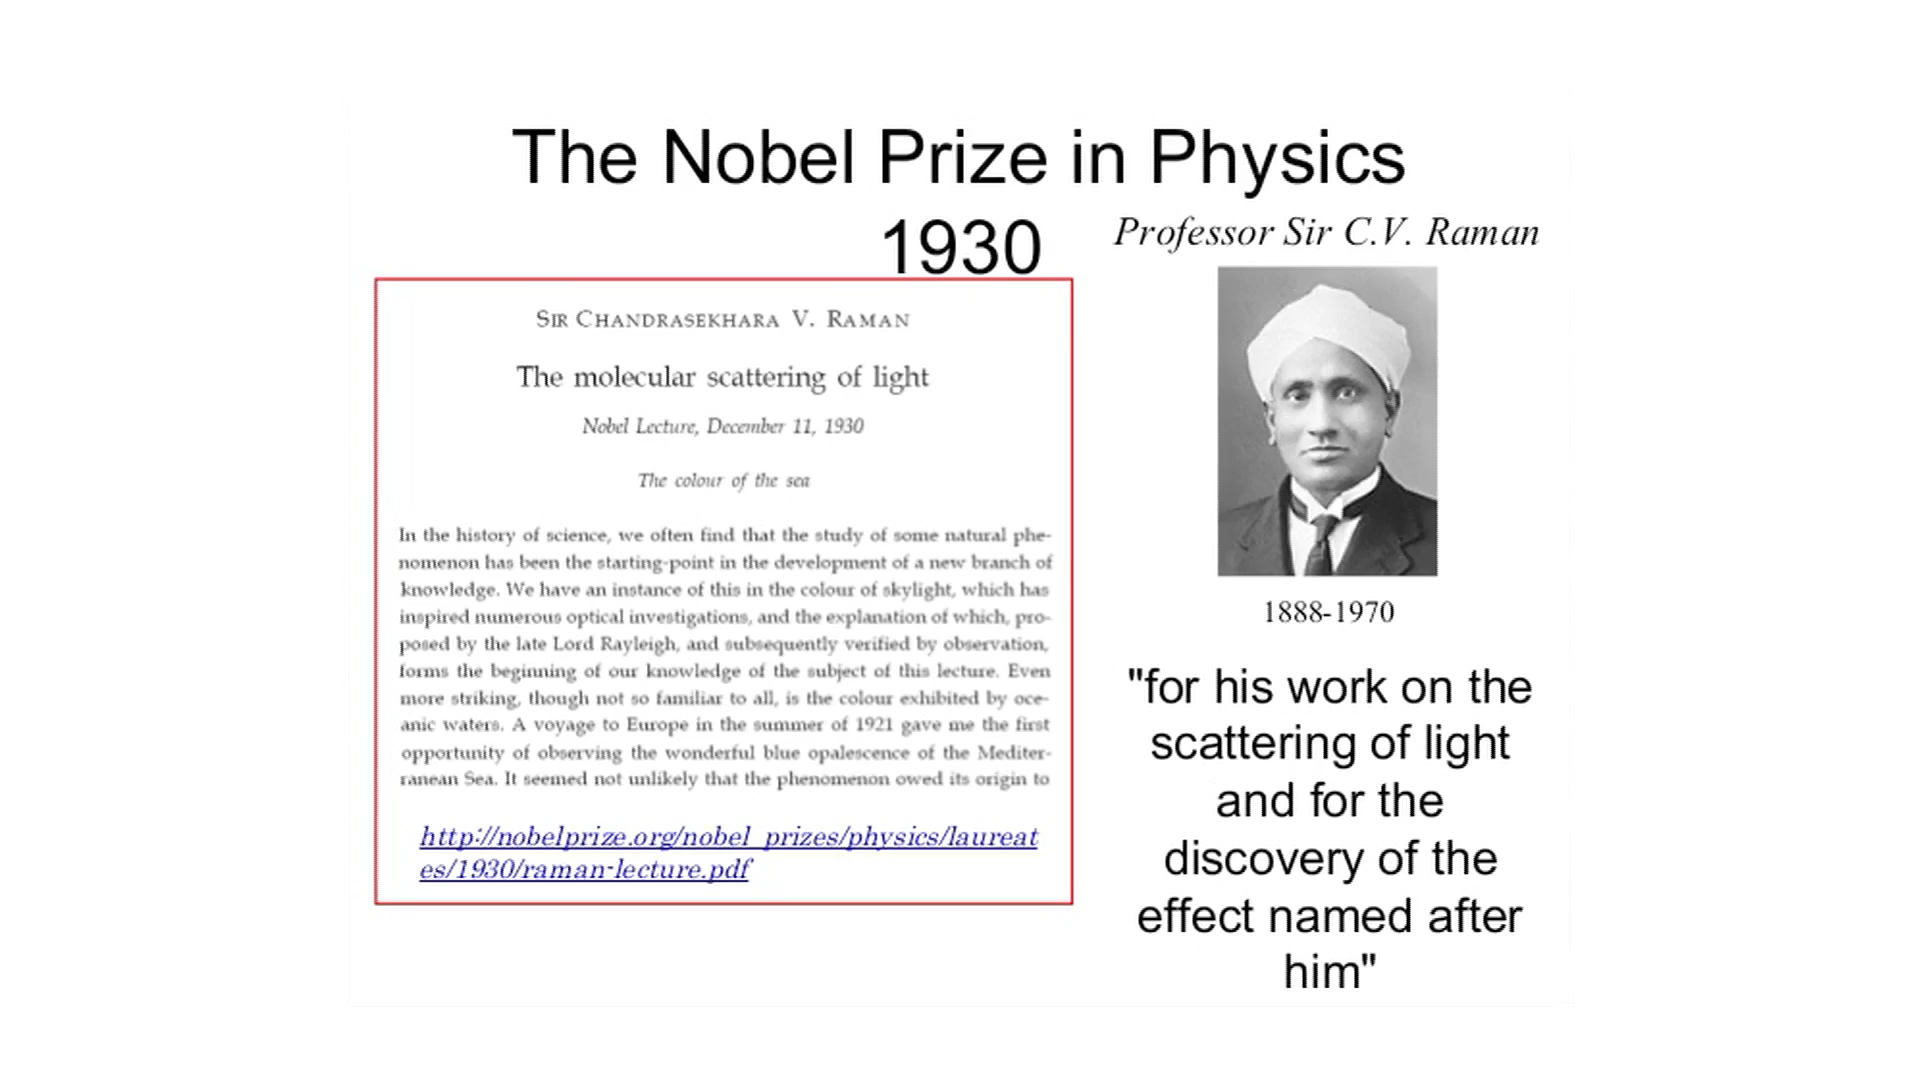 The Nobel Prize in Physics
1930
Professor Sir C.V. Raman
SIR CHANDRASEKHARA V. RAMAN
The molecular scattering of light
Nobel Lecture, December 11, 1930
The colour of the sea
In the history of science, we often find that the study of some natural phe-
nomenon has been the starting-point in the development of a new branch of
knowledge. We have an instance of this in the colour of skylight, which has
inspired numerous optical investigations, and the explanation of which, pro-
posed by the late Lord Rayleigh, and subsequently verified by observation,
forms the beginning of our knowledge of the subject of this lecture. Even
more striking, though not so familiar to all, is the colour exhibited by oce-
anic waters. A voyage to Europe in the summer of 1921 gave me the first
opportunity of observing the wonderful blue opalescence of the Mediter-
ranean Sea. It seemed not unlikely that the phenomenon owed its origin to
http://nobelprize.org/nobel_prizes/physics/laureat
es/1930/raman-lecture.pdf
1888-1970
"for his work on the
scattering of light
and for the
discovery of the
effect named after
him"